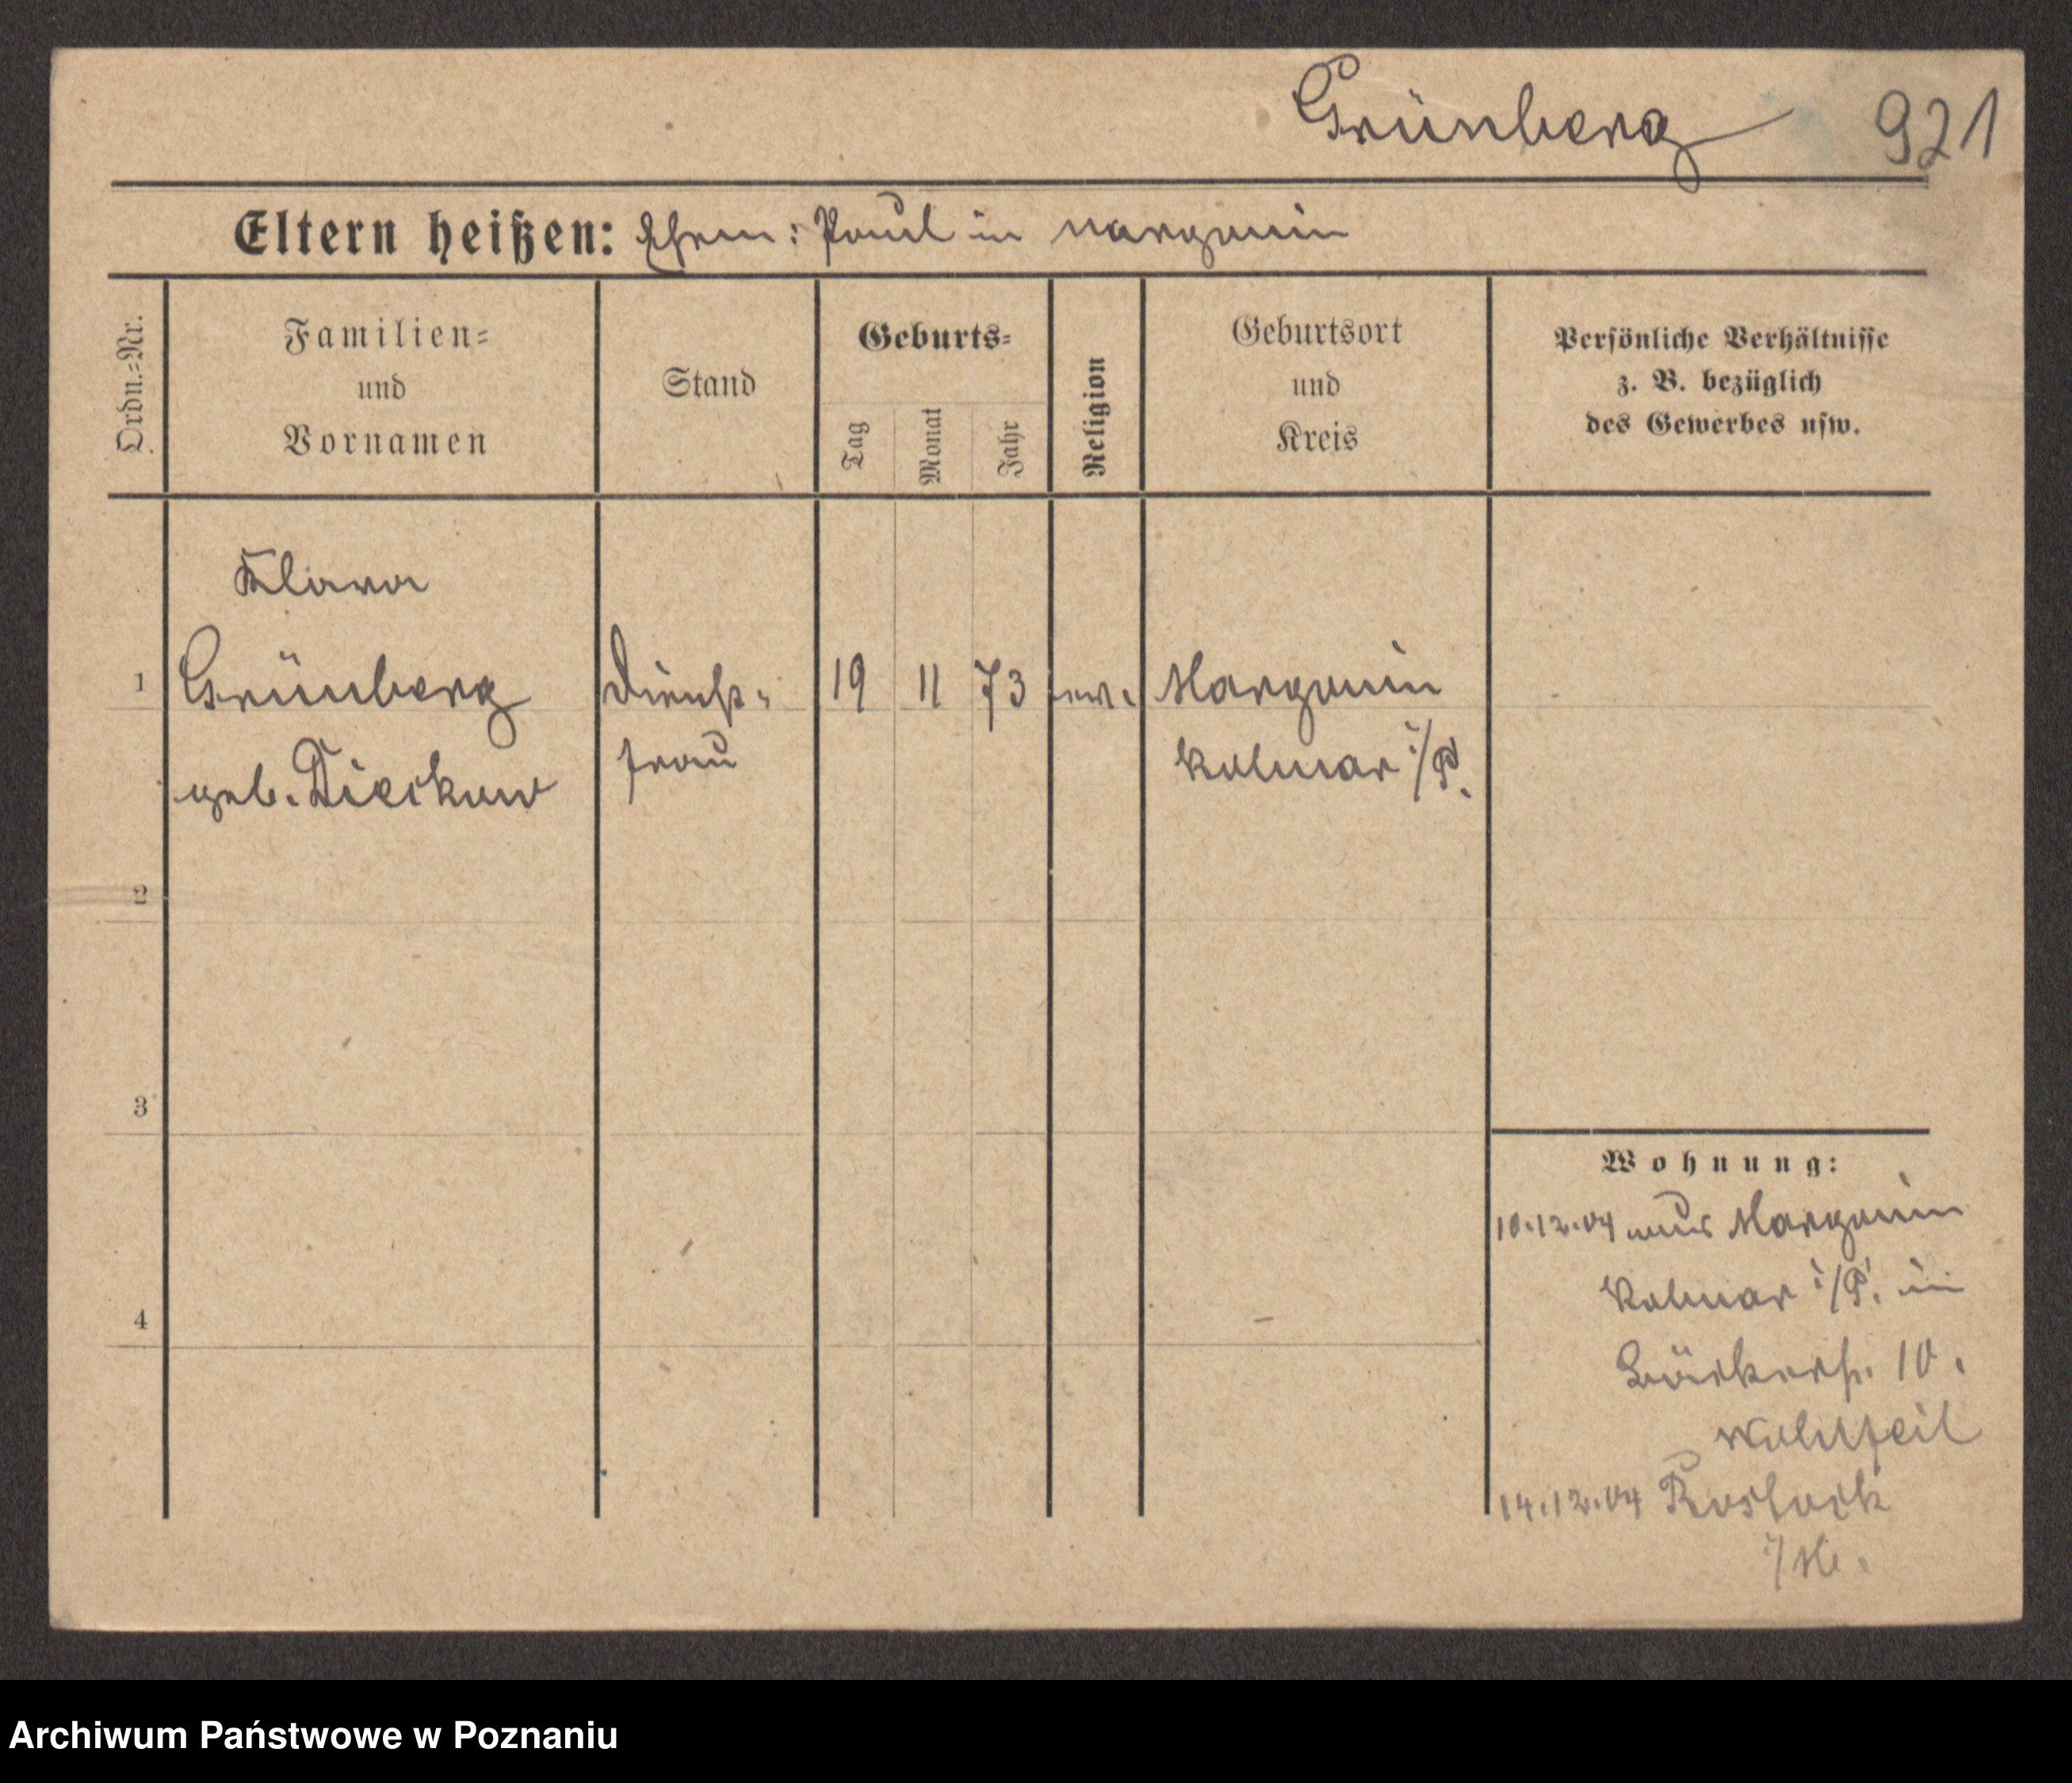 Grünberg 921
Eltern heißen: Ehem: Paul in Margonin
Ordn.=Nr.
Familien=
und
Vornamen
Stand
Geburts=
Tag
Monat
Jahr
Religion
Geburtsort
und
Kreis
Persönliche Verhältnisse
z. B. bezüglich
des Gewerbes usw.
Klara
1 Grünberg Dienst- 19 11 73 ev. Margonin
geb. Dieckow frau Kolmar i/P.
2
3
4
Wohnung:
10.12.04 aus Margonin
Kolmar i/P. in
Bäckerst. 10.
Wohlfeil
14.12.04 Rostock
i/M.
Archiwum Państwowe w Poznaniu